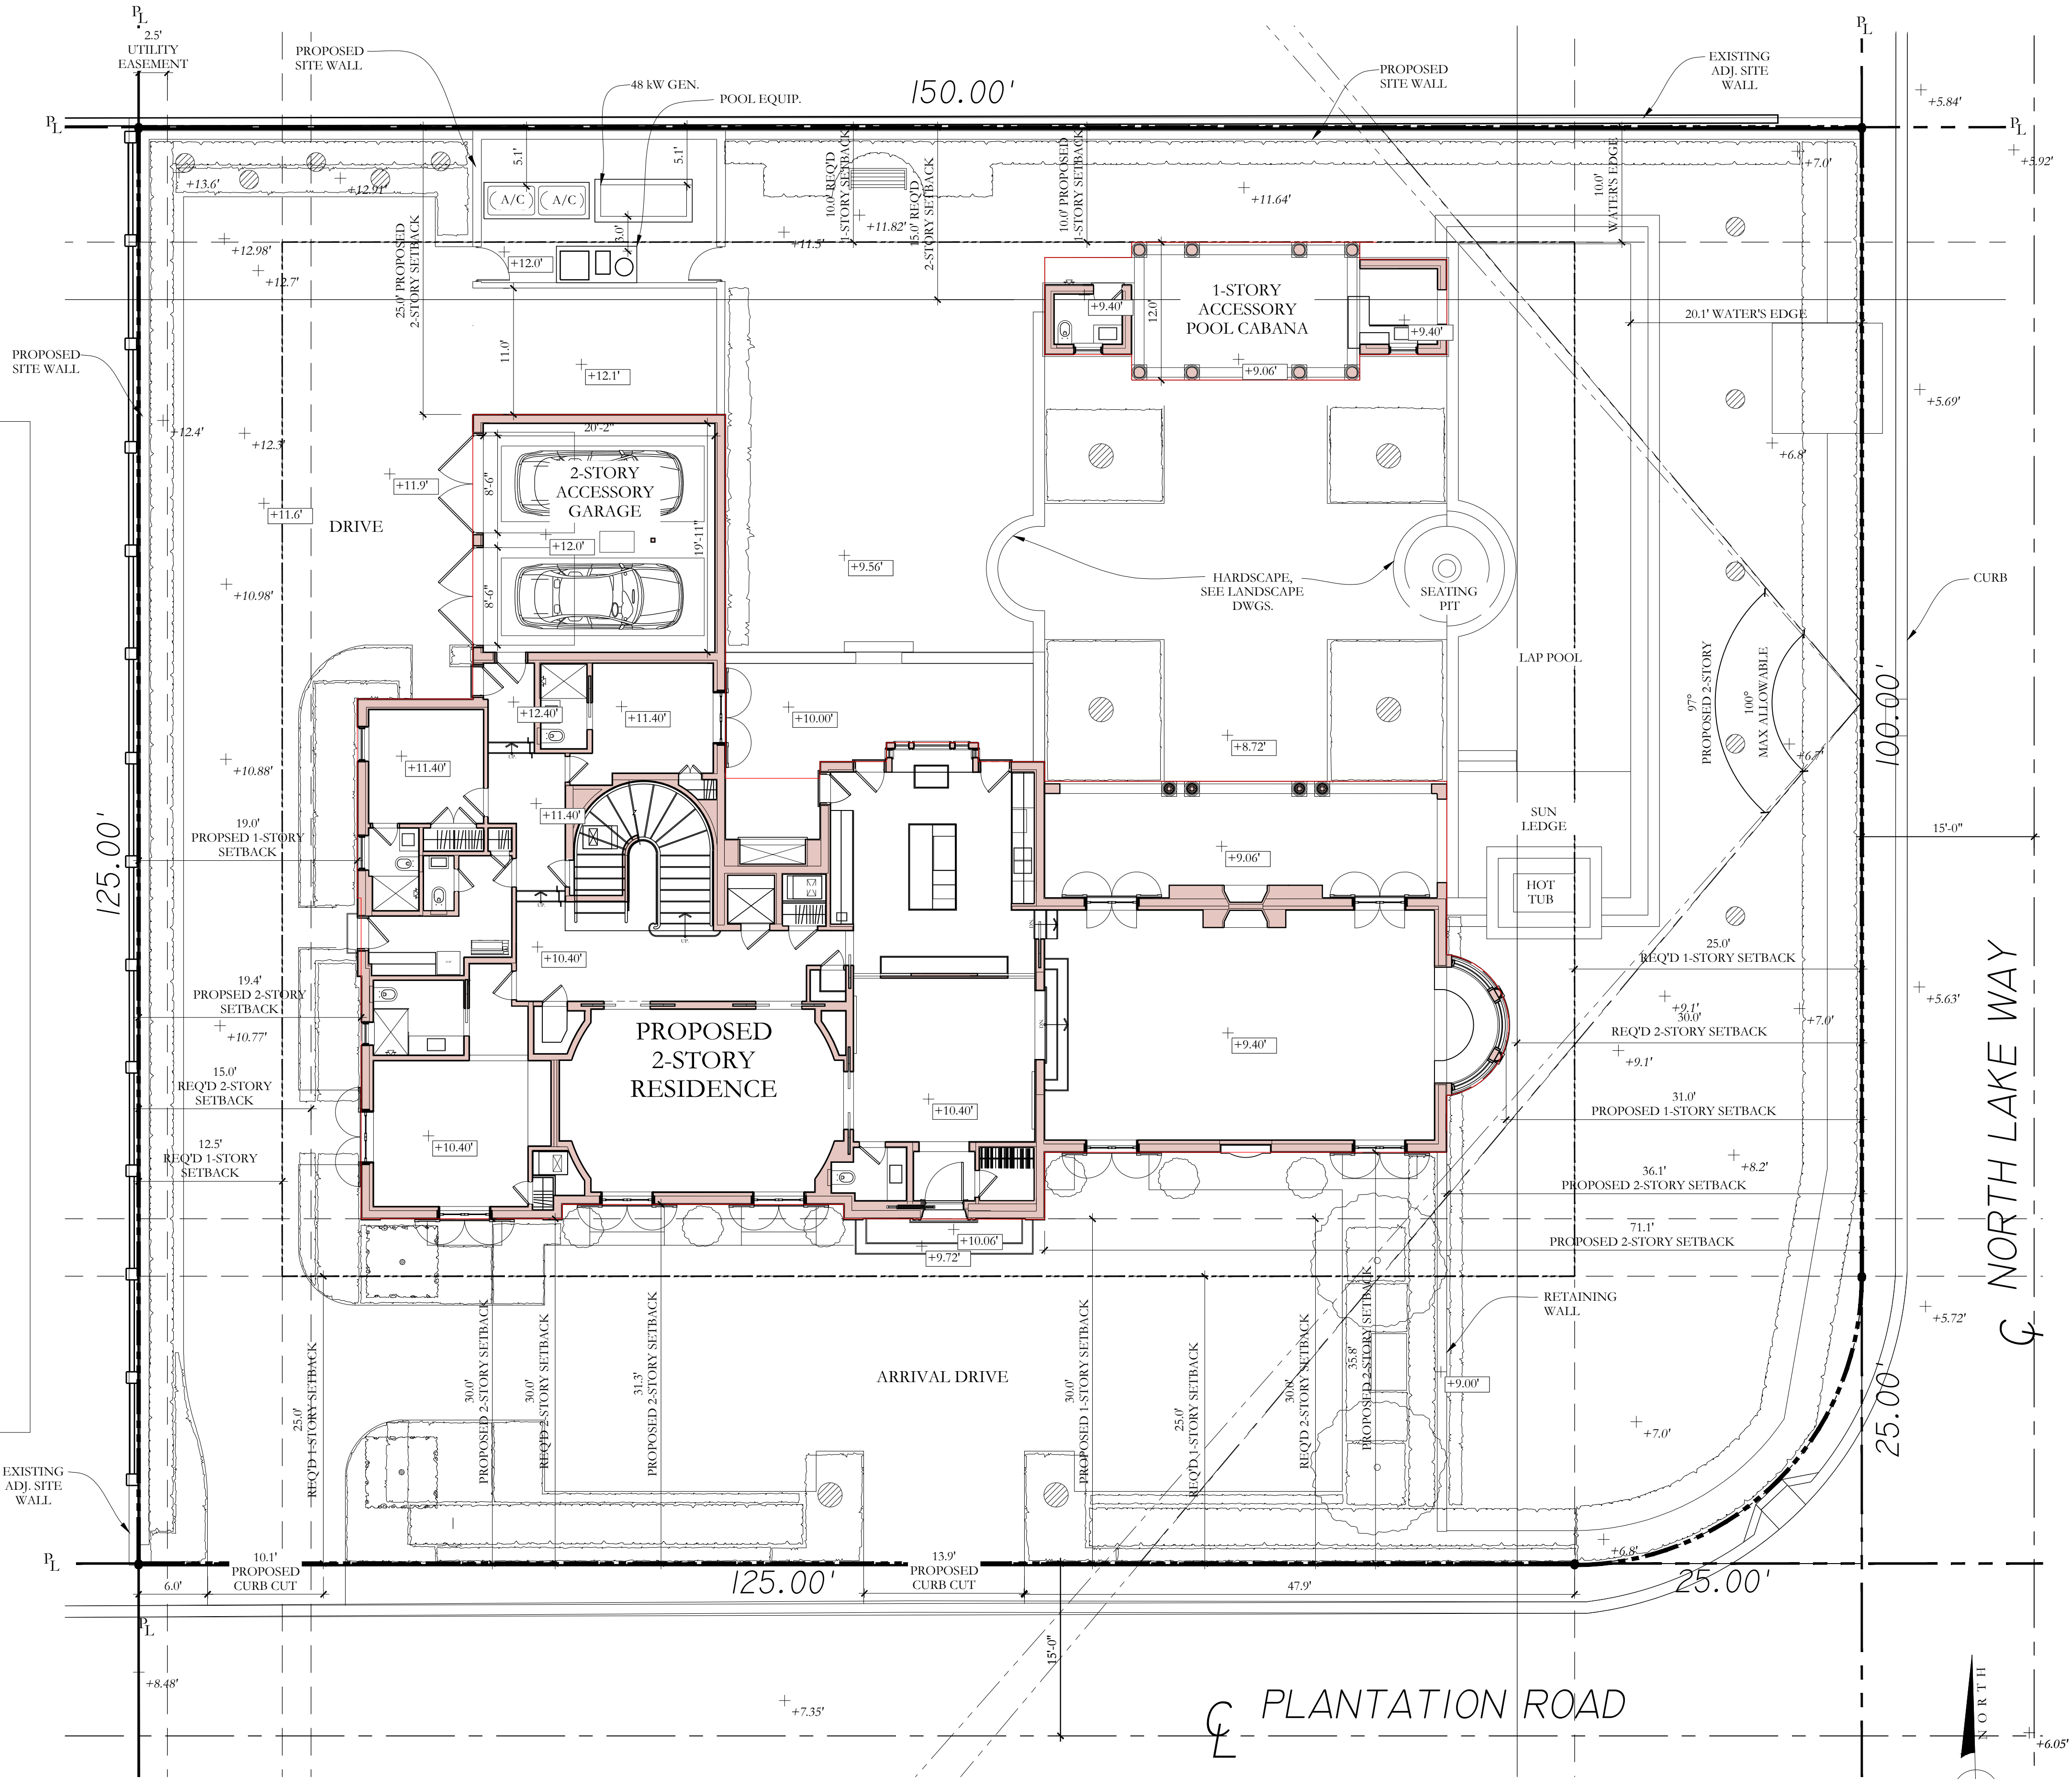 PL
2.5'
UTILITY
EASEMENT
PROPOSED
SITE WALL
48 kW GEN.
POOL EQUIP.
150.00'
PROPOSED
SITE WALL
EXISTING
ADJ. SITE
WALL
PL
+5.84'
PL
PL
+5.92'
5.1'
5.1'
A/C
A/C
3.0'
+13.6'
+12.91'
10.0' REQ'D
1-STORY SETBACK
+11.82'
15.0' REQ'D
2-STORY SETBACK
10.0' PROPOSED
1-STORY SETBACK
+11.64'
10.0'
WATER'S EDGE
+7.0'
+12.98'
+12.7'
25.0' PROPOSED
2-STORY SETBACK
+12.0'
+11.5'
11.0'
+9.40'
12.0'
1-STORY
ACCESSORY
POOL CABANA
+9.40'
+9.06'
20.1' WATER'S EDGE
PROPOSED
SITE WALL
+12.1'
+5.69'
+12.4'
+12.3'
20'-2"
8'-6"
2-STORY
ACCESSORY
GARAGE
19'-11"
+12.0'
8'-6"
+11.9'
+11.6'
DRIVE
+6.8'
+9.56'
+10.98'
HARDSCAPE,
SEE LANDSCAPE
DWGS.
SEATING
PIT
CURB
LAP POOL
97°
PROPOSED 2-STORY
100°
MAX ALLOWABLE
100.00'
+12.40'
+11.40'
+10.00'
+8.72'
+6.7'
+10.88'
+11.40'
UP.
+11.40'
125.00'
19.0'
PROPSED 1-STORY
SETBACK
SUN
LEDGE
15'-0"
+9.06'
HOT
TUB
UP.
UP.
DN.
25.0'
REQ'D 1-STORY SETBACK
+10.40'
19.4'
PROPSED 2-STORY
SETBACK
+10.77'
PROPOSED
2-STORY
RESIDENCE
DN.
+9.40'
+9.1'
30.0'
REQ'D 2-STORY SETBACK
+7.0'
+5.63'
+9.1'
15.0'
REQ'D 2-STORY
SETBACK
+10.40'
31.0'
PROPOSED 1-STORY SETBACK
+10.40'
12.5'
REQ'D 1-STORY
SETBACK
+8.2'
36.1'
PROPOSED 2-STORY SETBACK
71.1'
PROPOSED 2-STORY SETBACK
+10.06'
+9.72'
CL NORTH LAKE WAY
RETAINING
WALL
+5.72'
25.0'
REQ'D 1-STORY SETBACK
30.0'
PROPOSED 2-STORY SETBACK
30.0'
REQ'D 2-STORY SETBACK
31.3'
PROPOSED 2-STORY SETBACK
ARRIVAL DRIVE
30.0'
PROPOSED 1-STORY SETBACK
25.0'
REQ'D 1-STORY SETBACK
30.0'
REQ'D 2-STORY SETBACK
35.8'
PROPOSED 2-STORY SETBACK
+9.00'
+7.0'
25.00'
EXISTING
ADJ. SITE
WALL
+6.8'
PL
6.0'
10.1'
PROPOSED
CURB CUT
125.00'
13.9'
PROPOSED
CURB CUT
47.9'
25.00'
PL
15'-0"
+8.48'
+7.35'
CL PLANTATION ROAD
NORTH
+6.05'